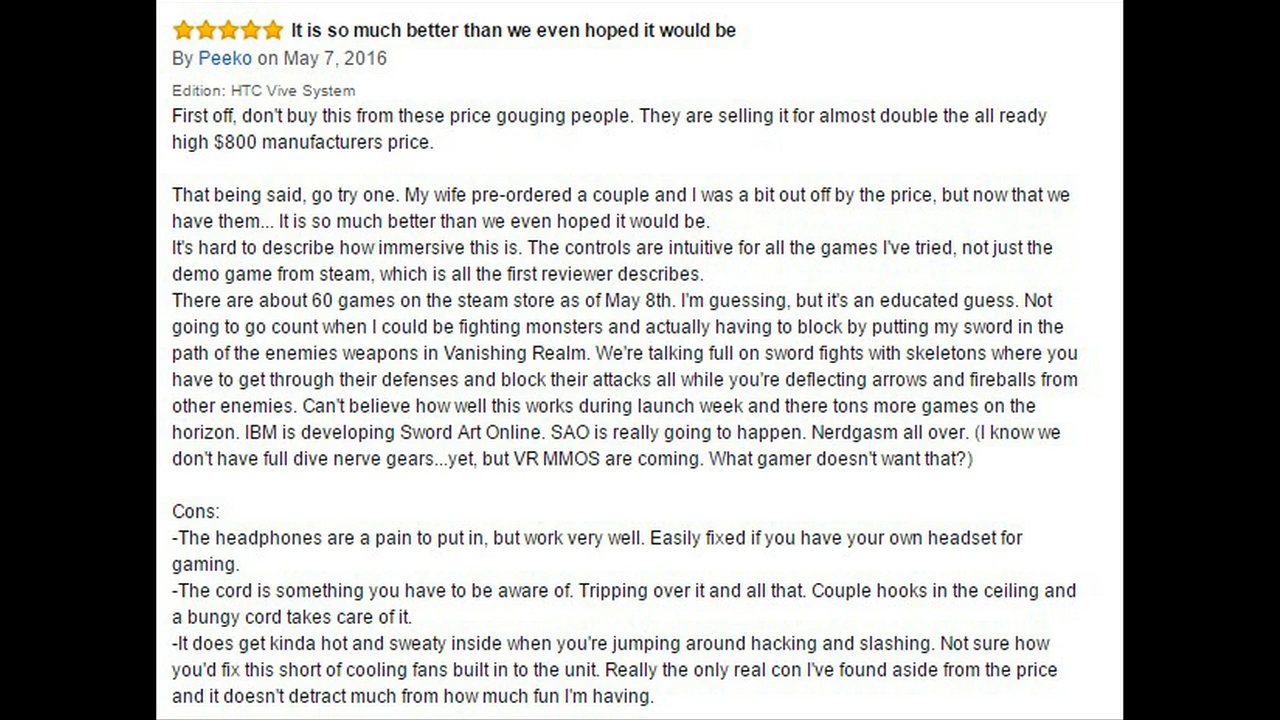 It is so much better than we even hoped it would be
By Peeko on May 7, 2016
Edition: HTC Vive System
First off, don't buy this from these price gouging people. They are selling it for almost double the all ready
high $800 manufacturers price.
That being said, go try one. My wife pre-ordered a couple and I was a bit out off by the price, but now that we
have them... It is so much better than we even hoped it would be.
It's hard to describe how immersive this is. The controls are intuitive for all the games I've tried, not just the
demo game from steam, which is all the first reviewer describes.
There are about 60 games on the steam store as of May 8th. I'm guessing, but it's an educated guess. Not
going to go count when I could be fighting monsters and actually having to block by putting my sword in the
path of the enemies weapons in Vanishing Realm. We're talking full on sword fights with skeletons where you
have to get through their defenses and block their attacks all while you're deflecting arrows and fireballs from
other enemies. Can't believe how well this works during launch week and there tons more games on the
horizon. IBM is developing Sword Art Online. SAO is really going to happen. Nerdgasm all over. (I know we
don't have full dive nerve gears...yet, but VR MMOS are coming. What gamer doesn't want that?)
Cons:
-The headphones are a pain to put in, but work very well. Easily fixed if you have your own headset for
gaming.
-The cord is something you have to be aware of. Tripping over it and all that. Couple hooks in the ceiling and
a bungy cord takes care of it.
-It does get kinda hot and sweaty inside when you're jumping around hacking and slashing. Not sure how
you'd fix this short of cooling fans built in to the unit. Really the only real con I've found aside from the price
and it doesn't detract much from how much fun I'm having.